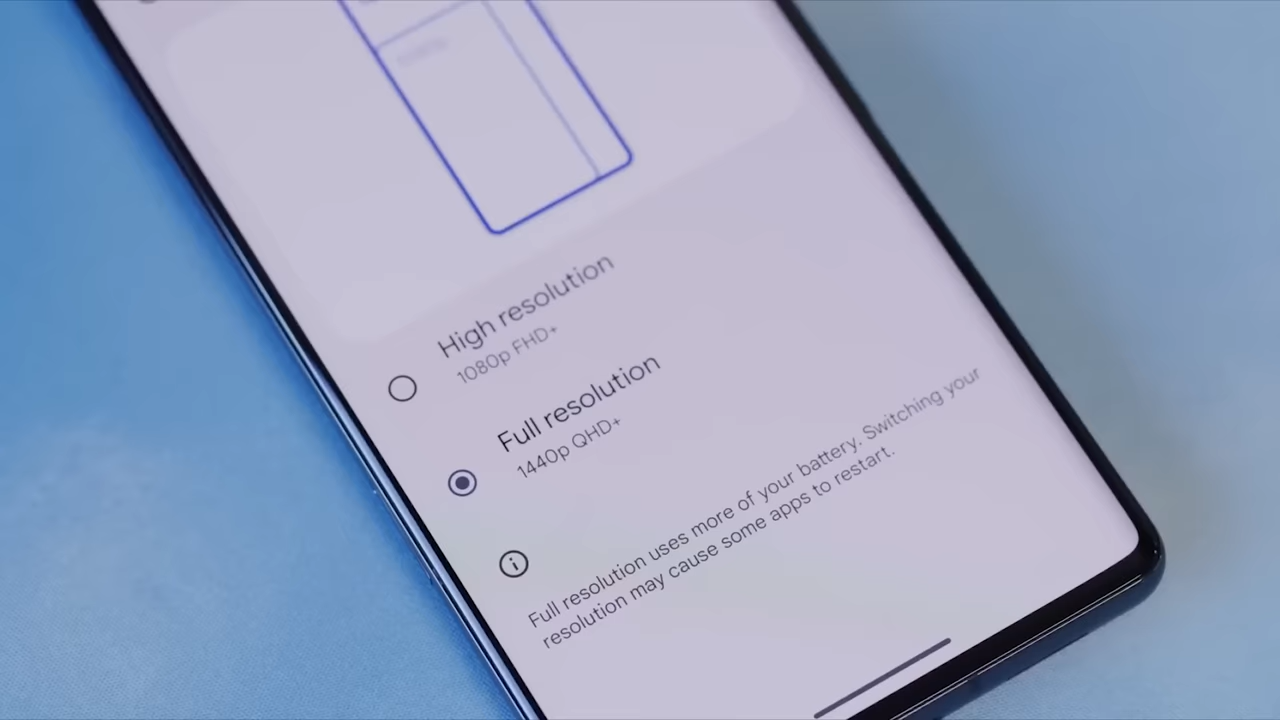 High resolution
1080p FHD+
Full resolution
1440p QHD+
Full resolution uses more of your battery. Switching your
resolution may cause some apps to restart.